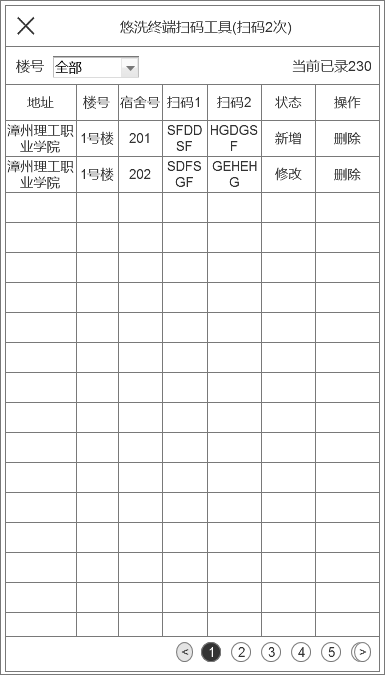 悠洗终端扫码工具(扫码2次)
楼号 全部 当前已录230
地址 楼号 宿舍号 扫码1 扫码2 状态 操作
漳州理工职业学院 1号楼 201 SFDDSF HGDGSF 新增 删除
漳州理工职业学院 1号楼 202 SDFSGF GEHEHG 修改 删除
< 1 2 3 4 5 >